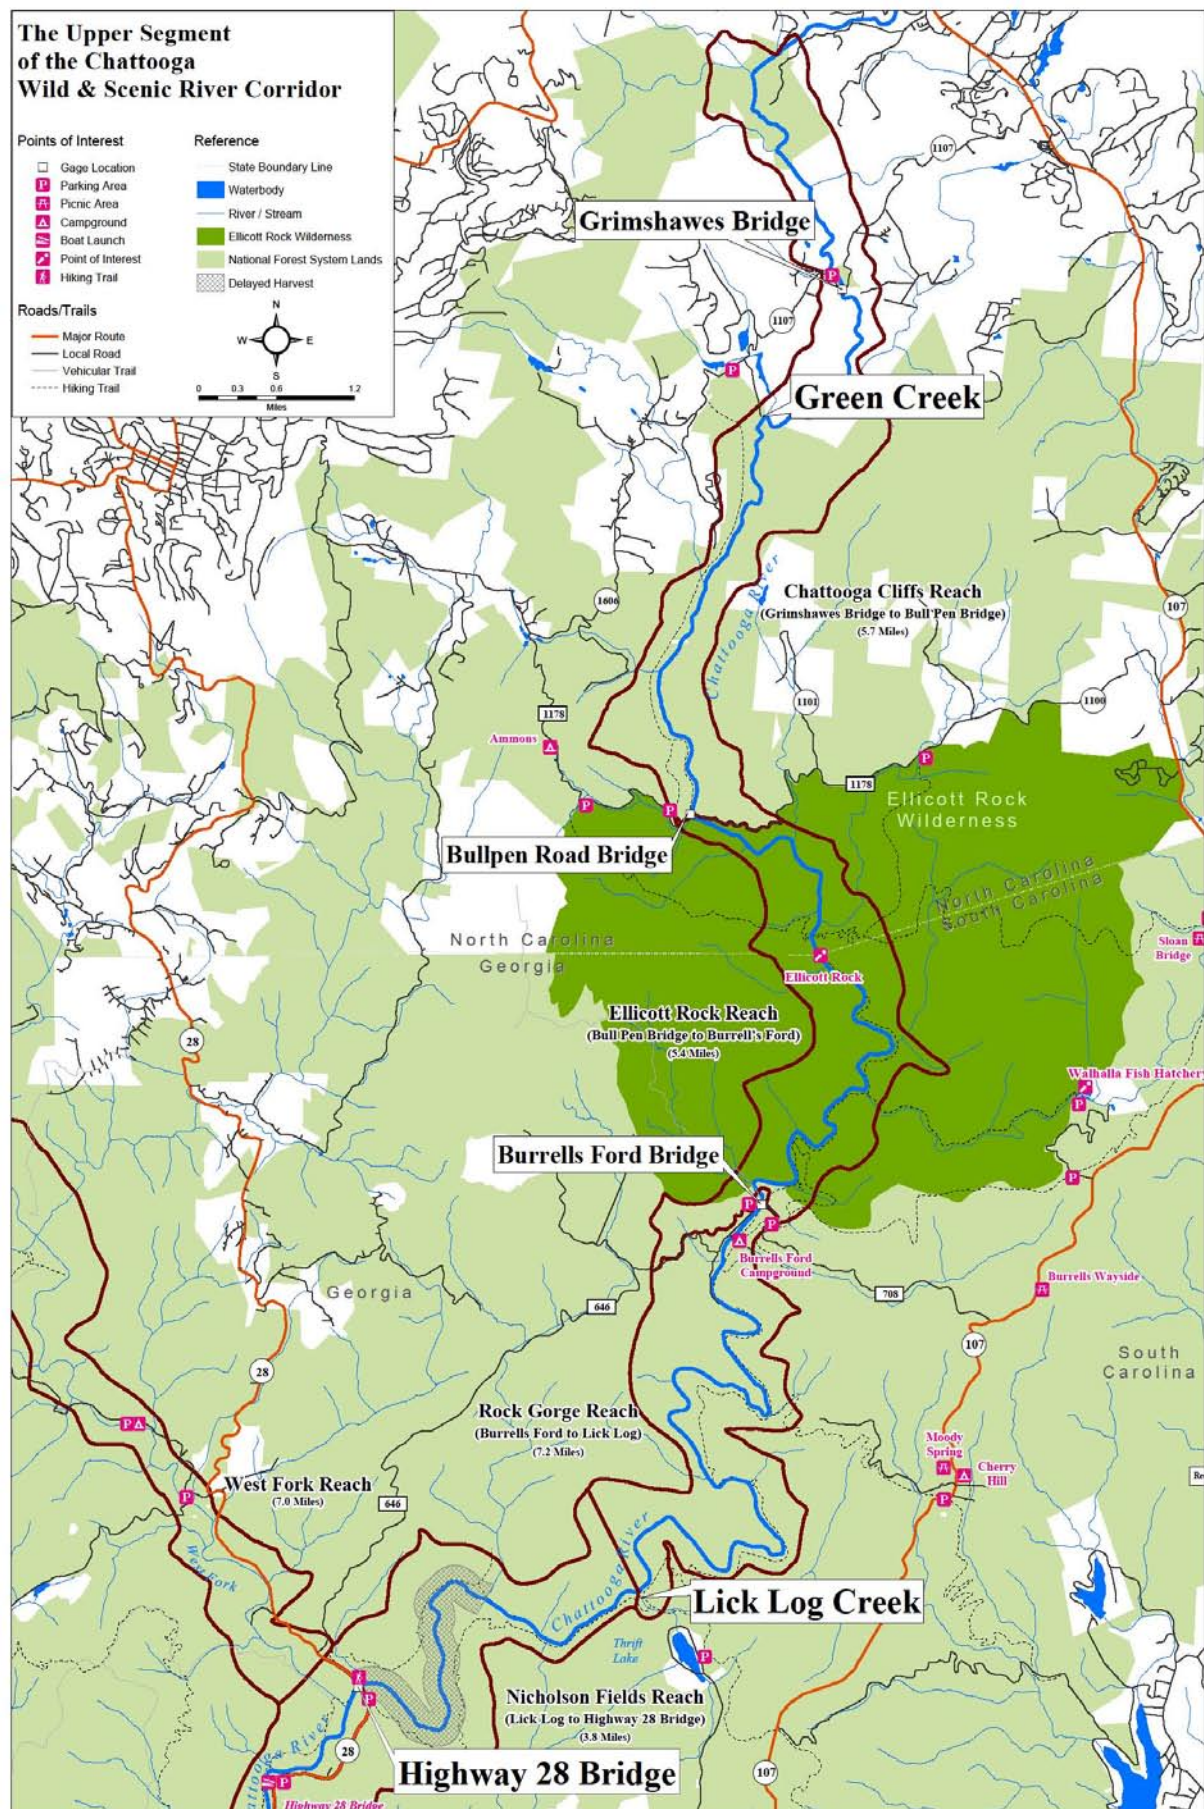 The Upper Segment
of the Chattooga
Wild & Scenic River Corridor
Points of Interest
Gage Location
P Parking Area
Picnic Area
Campground
Boat Launch
Point of Interest
Hiking Trail
Roads/Trails
Major Route
Local Road
Vehicular Trail
Hiking Trail
Reference
State Boundary Line
Waterbody
River / Stream
Ellicott Rock Wilderness
National Forest System Lands
Delayed Harvest
N
W E
S
0 0.3 0.6 1.2
Miles
1107
Grimshawes Bridge
P
1107
P
Green Creek
Chattooga River
Chattooga Cliffs Reach
(Grimshawes Bridge to Bull Pen Bridge)
(5.7 Miles)
1606
107
1101
1100
1178
Ammons
P
P
P
1178
Ellicott Rock
Wilderness
Bullpen Road Bridge
North Carolina
South Carolina
North Carolina
Georgia
Sloan
Bridge
Ellicott Rock
Ellicott Rock Reach
(Bull Pen Bridge to Burrell's Ford)
(5.4 Miles)
28
Walhalla Fish Hatchery
P
Burrells Ford Bridge
P
P
P
Burrells Ford
Campground
Burrells Wayside
Georgia
646
708
107
South
Carolina
28
Rock Gorge Reach
(Burrells Ford to Lick Log)
(7.2 Miles)
P
Moody
Spring
Cherry
Hill
P
West Fork Reach
(7.0 Miles)
P
646
Re
West Fork
Chattooga River
Lick Log Creek
Thrift
Lake
P
Nicholson Fields Reach
(Lick Log to Highway 28 Bridge)
(3.8 Miles)
P
28
Highway 28 Bridge
107
attooga River
P
Highway 28 Bridge